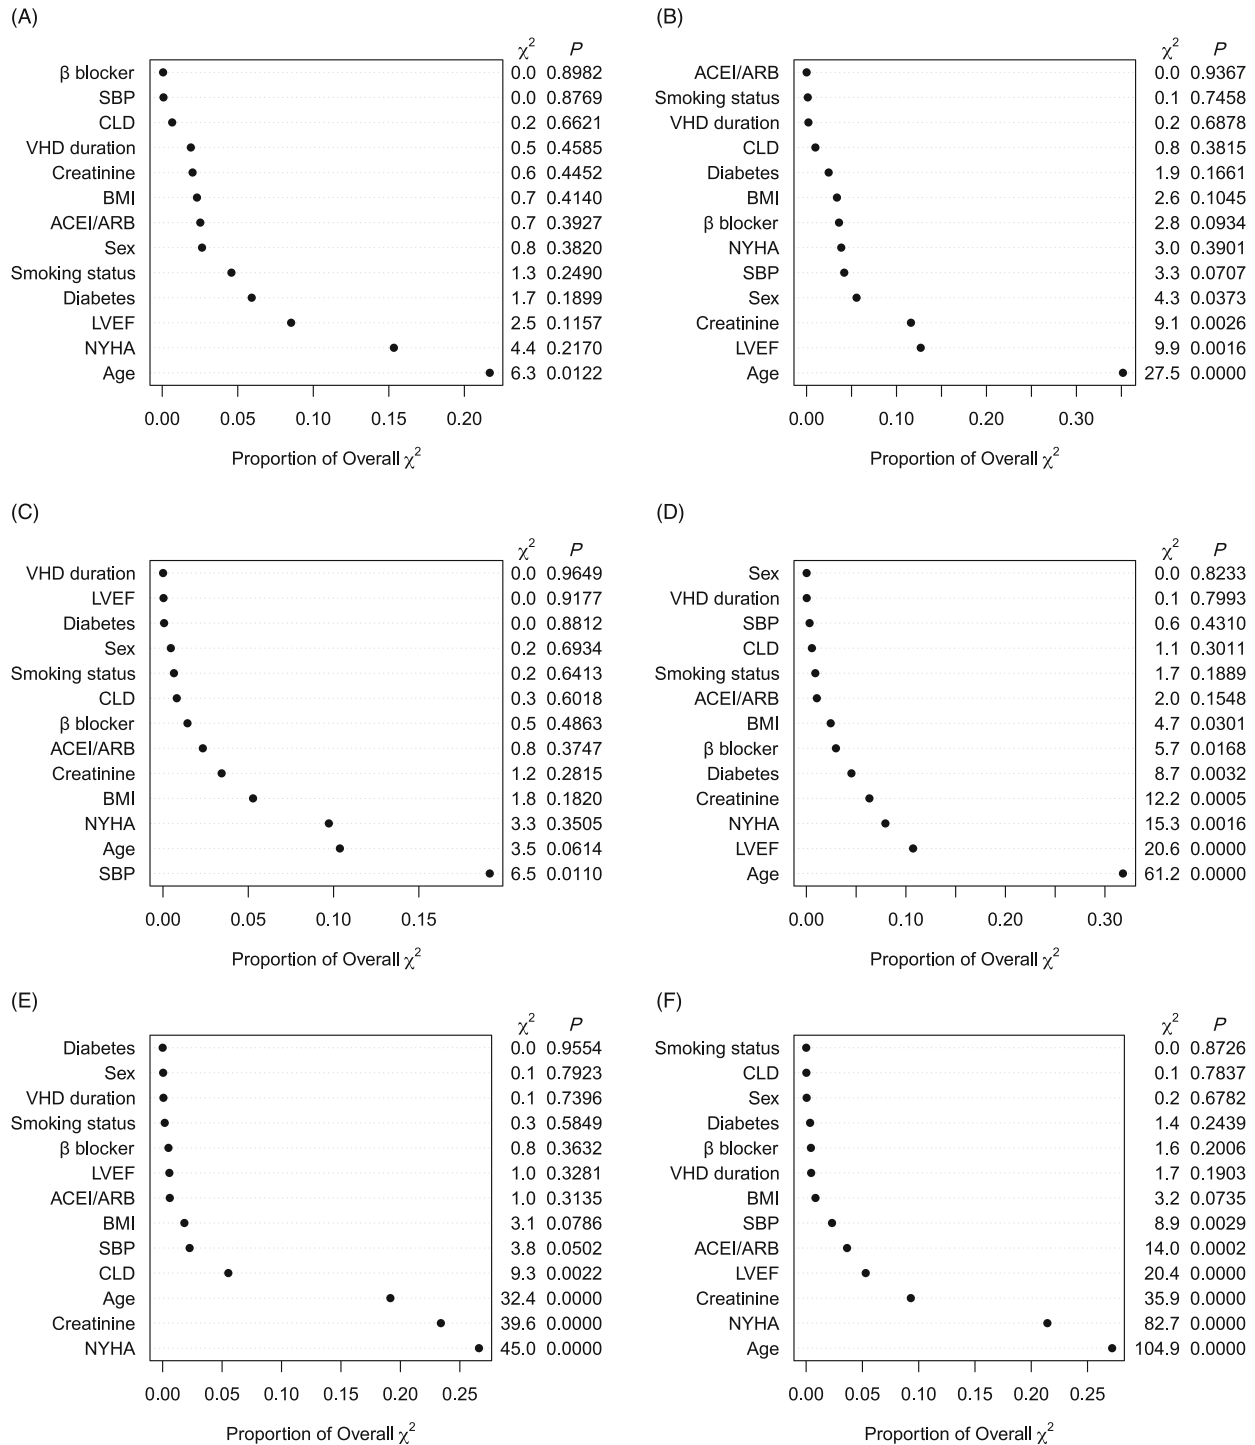 (A)
χ² P
β blocker 0.0 0.8982
SBP 0.0 0.8769
CLD 0.2 0.6621
VHD duration 0.5 0.4585
Creatinine 0.6 0.4452
BMI 0.7 0.4140
ACEI/ARB 0.7 0.3927
Sex 0.8 0.3820
Smoking status 1.3 0.2490
Diabetes 1.7 0.1899
LVEF 2.5 0.1157
NYHA 4.4 0.2170
Age 6.3 0.0122
0.00 0.05 0.10 0.15 0.20
Proportion of Overall χ²
(B)
χ² P
ACEI/ARB 0.0 0.9367
Smoking status 0.1 0.7458
VHD duration 0.2 0.6878
CLD 0.8 0.3815
Diabetes 1.9 0.1661
BMI 2.6 0.1045
β blocker 2.8 0.0934
NYHA 3.0 0.3901
SBP 3.3 0.0707
Sex 4.3 0.0373
Creatinine 9.1 0.0026
LVEF 9.9 0.0016
Age 27.5 0.0000
0.00 0.10 0.20 0.30
Proportion of Overall χ²
(C)
χ² P
VHD duration 0.0 0.9649
LVEF 0.0 0.9177
Diabetes 0.0 0.8812
Sex 0.2 0.6934
Smoking status 0.2 0.6413
CLD 0.3 0.6018
β blocker 0.5 0.4863
ACEI/ARB 0.8 0.3747
Creatinine 1.2 0.2815
BMI 1.8 0.1820
NYHA 3.3 0.3505
Age 3.5 0.0614
SBP 6.5 0.0110
0.00 0.05 0.10 0.15
Proportion of Overall χ²
(D)
χ² P
Sex 0.0 0.8233
VHD duration 0.1 0.7993
SBP 0.6 0.4310
CLD 1.1 0.3011
Smoking status 1.7 0.1889
ACEI/ARB 2.0 0.1548
BMI 4.7 0.0301
β blocker 5.7 0.0168
Diabetes 8.7 0.0032
Creatinine 12.2 0.0005
NYHA 15.3 0.0016
LVEF 20.6 0.0000
Age 61.2 0.0000
0.00 0.10 0.20 0.30
Proportion of Overall χ²
(E)
χ² P
Diabetes 0.0 0.9554
Sex 0.1 0.7923
VHD duration 0.1 0.7396
Smoking status 0.3 0.5849
β blocker 0.8 0.3632
LVEF 1.0 0.3281
ACEI/ARB 1.0 0.3135
BMI 3.1 0.0786
SBP 3.8 0.0502
CLD 9.3 0.0022
Age 32.4 0.0000
Creatinine 39.6 0.0000
NYHA 45.0 0.0000
0.00 0.05 0.10 0.15 0.20 0.25
Proportion of Overall χ²
(F)
χ² P
Smoking status 0.0 0.8726
CLD 0.1 0.7837
Sex 0.2 0.6782
Diabetes 1.4 0.2439
β blocker 1.6 0.2006
VHD duration 1.7 0.1903
BMI 3.2 0.0735
SBP 8.9 0.0029
ACEI/ARB 14.0 0.0002
LVEF 20.4 0.0000
Creatinine 35.9 0.0000
NYHA 82.7 0.0000
Age 104.9 0.0000
0.00 0.05 0.10 0.15 0.20 0.25
Proportion of Overall χ²